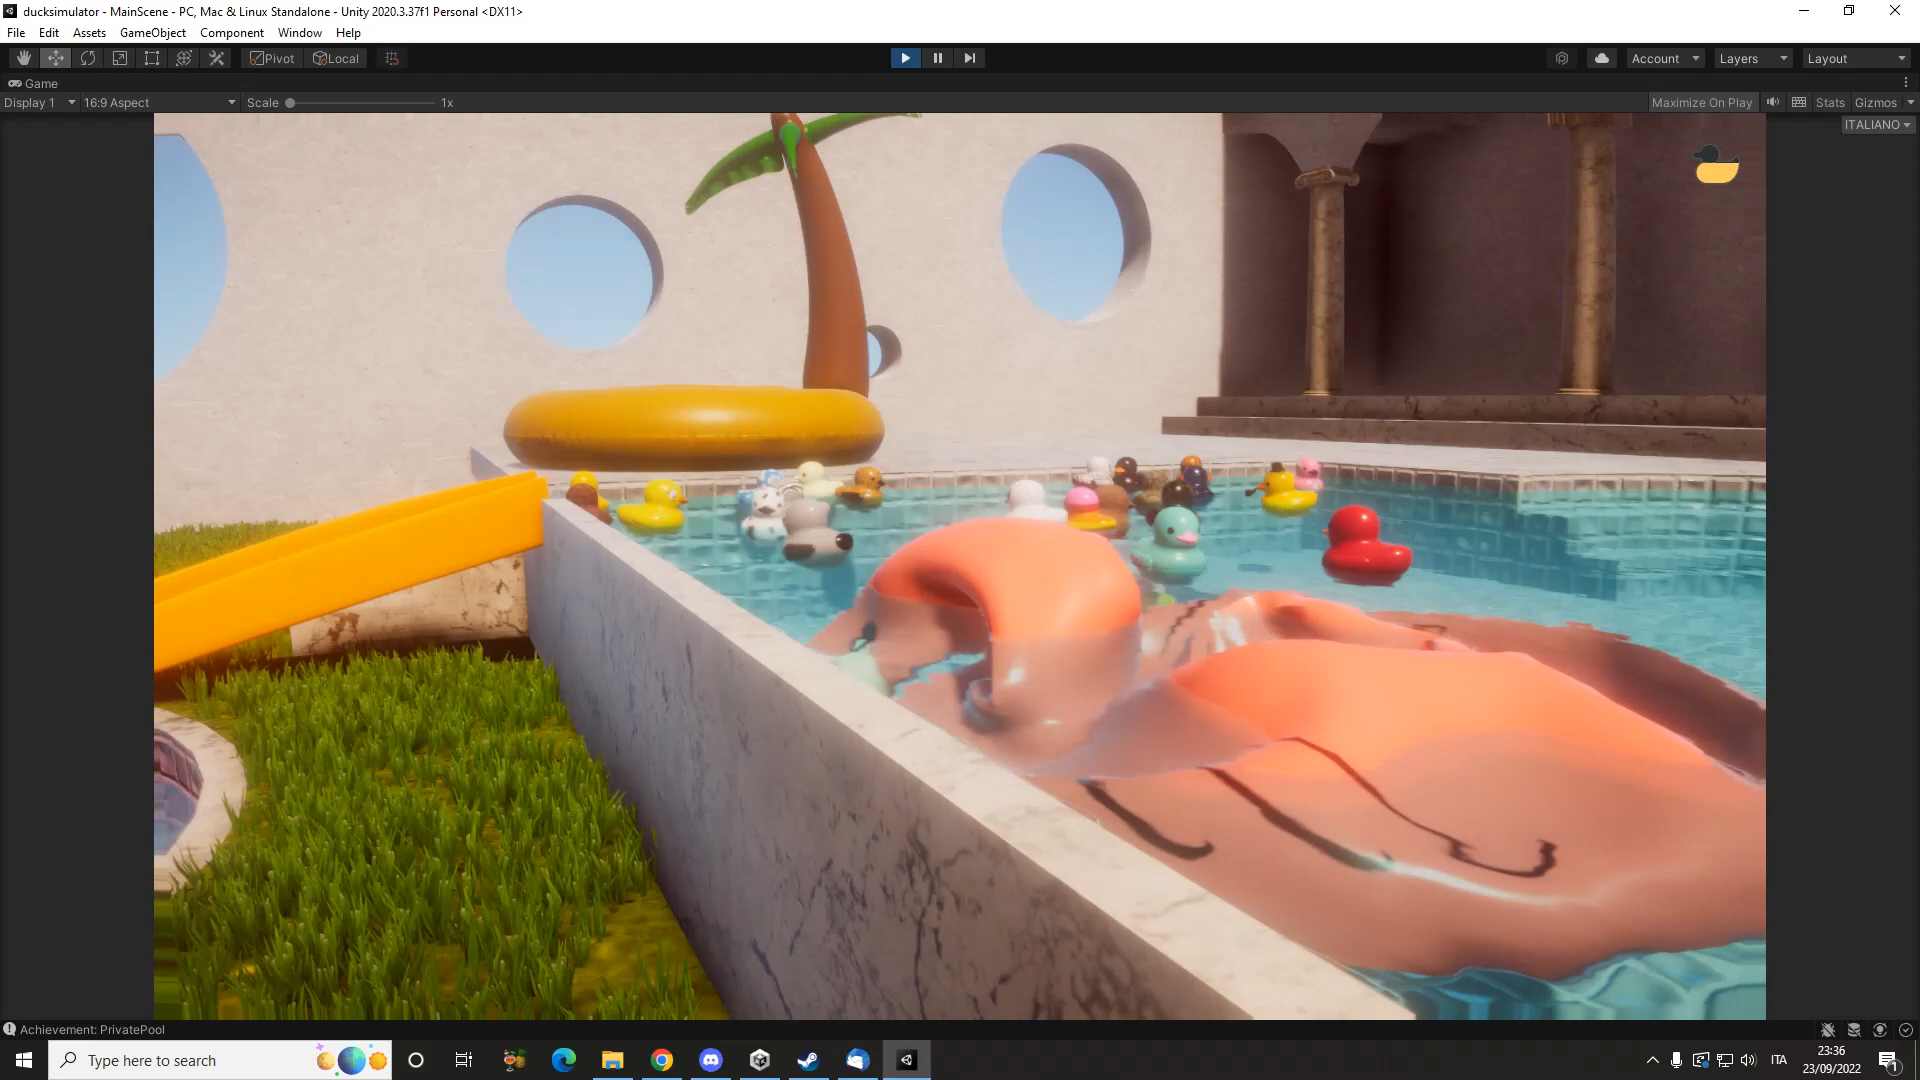 ducksimulator - MainScene - PC, Mac & Linux Standalone - Unity 2020.3.37f1 Personal <DX11>
File Edit Assets GameObject Component Window Help
Pivot Local Account Layers Layout
Game
Display 1 16:9 Aspect Scale 1x Maximize On Play Stats Gizmos
ITALIANO
Achievement: PrivatePool
Type here to search
ITA
23:36
23/09/2022
1